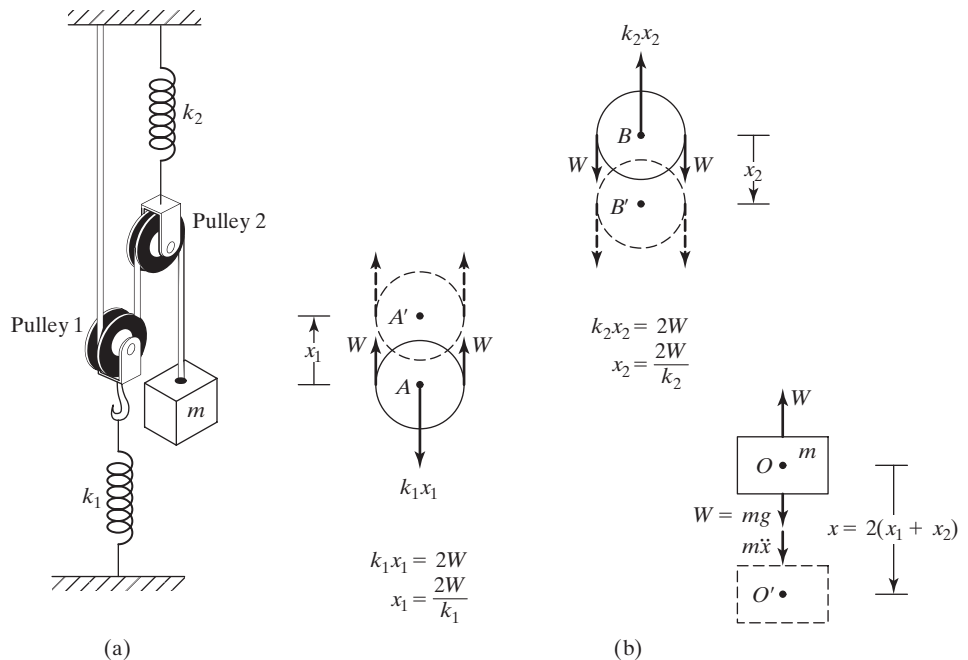 k₂
Pulley 2
Pulley 1
m
k₁
(a)
A′
x₁
W W
A
k₁x₁
k₁x₁ = 2W
x₁ = 2W/k₁
k₂x₂
B
W W
x₂
B′
k₂x₂ = 2W
x₂ = 2W/k₂
W
O m
W = mg
x = 2(x₁ + x₂)
mẍ
O′
(b)